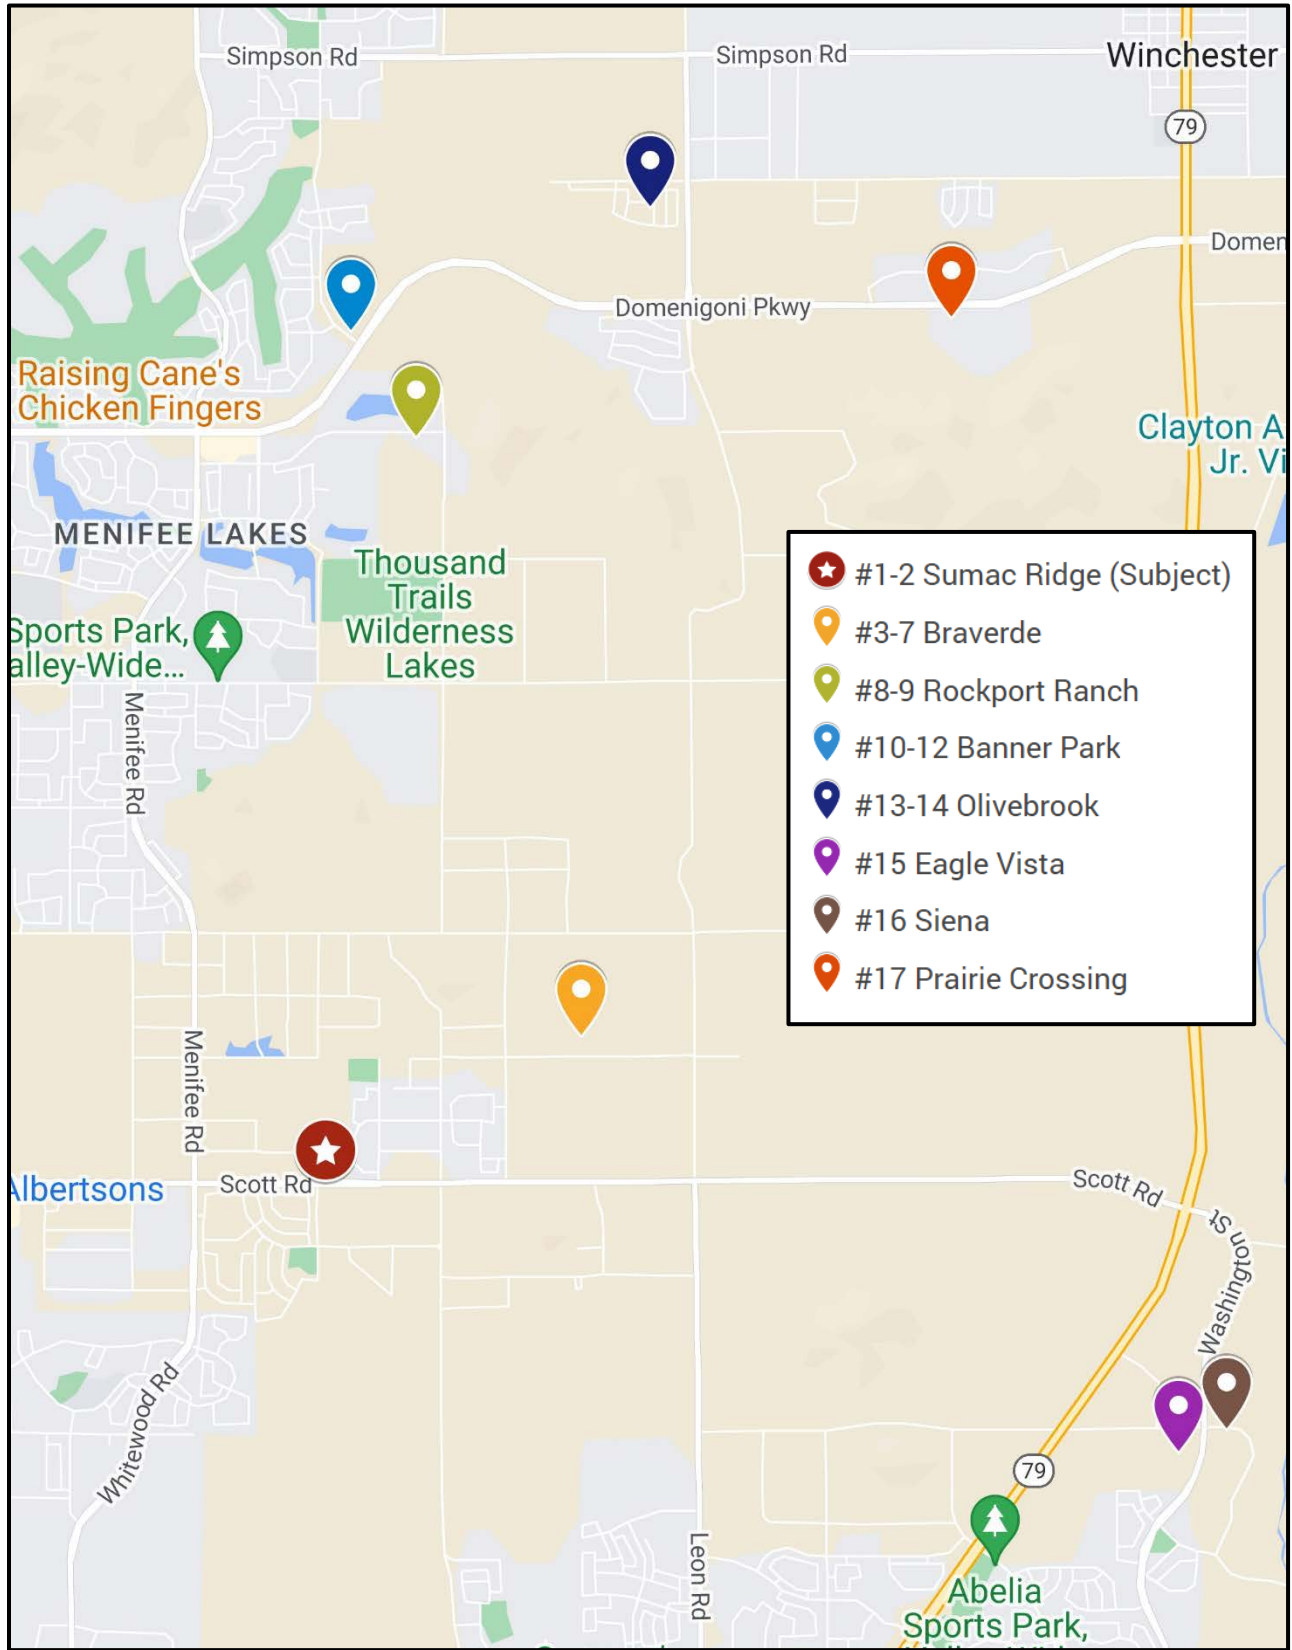 Simpson Rd
Simpson Rd
Winchester
79
Domen
Domenigoni Pkwy
Raising Cane's
Chicken Fingers
Clayton A
Jr. Vi
MENIFEE LAKES
Thousand
Trails
Wilderness
Lakes
Sports Park,
alley-Wide...
Menifee Rd
#1-2 Sumac Ridge (Subject)
#3-7 Braverde
#8-9 Rockport Ranch
#10-12 Banner Park
#13-14 Olivebrook
#15 Eagle Vista
#16 Siena
#17 Prairie Crossing
Menifee Rd
Albertsons
Scott Rd
Scott Rd
Washington St
Whitewood Rd
79
Leon Rd
Abelia
Sports Park,